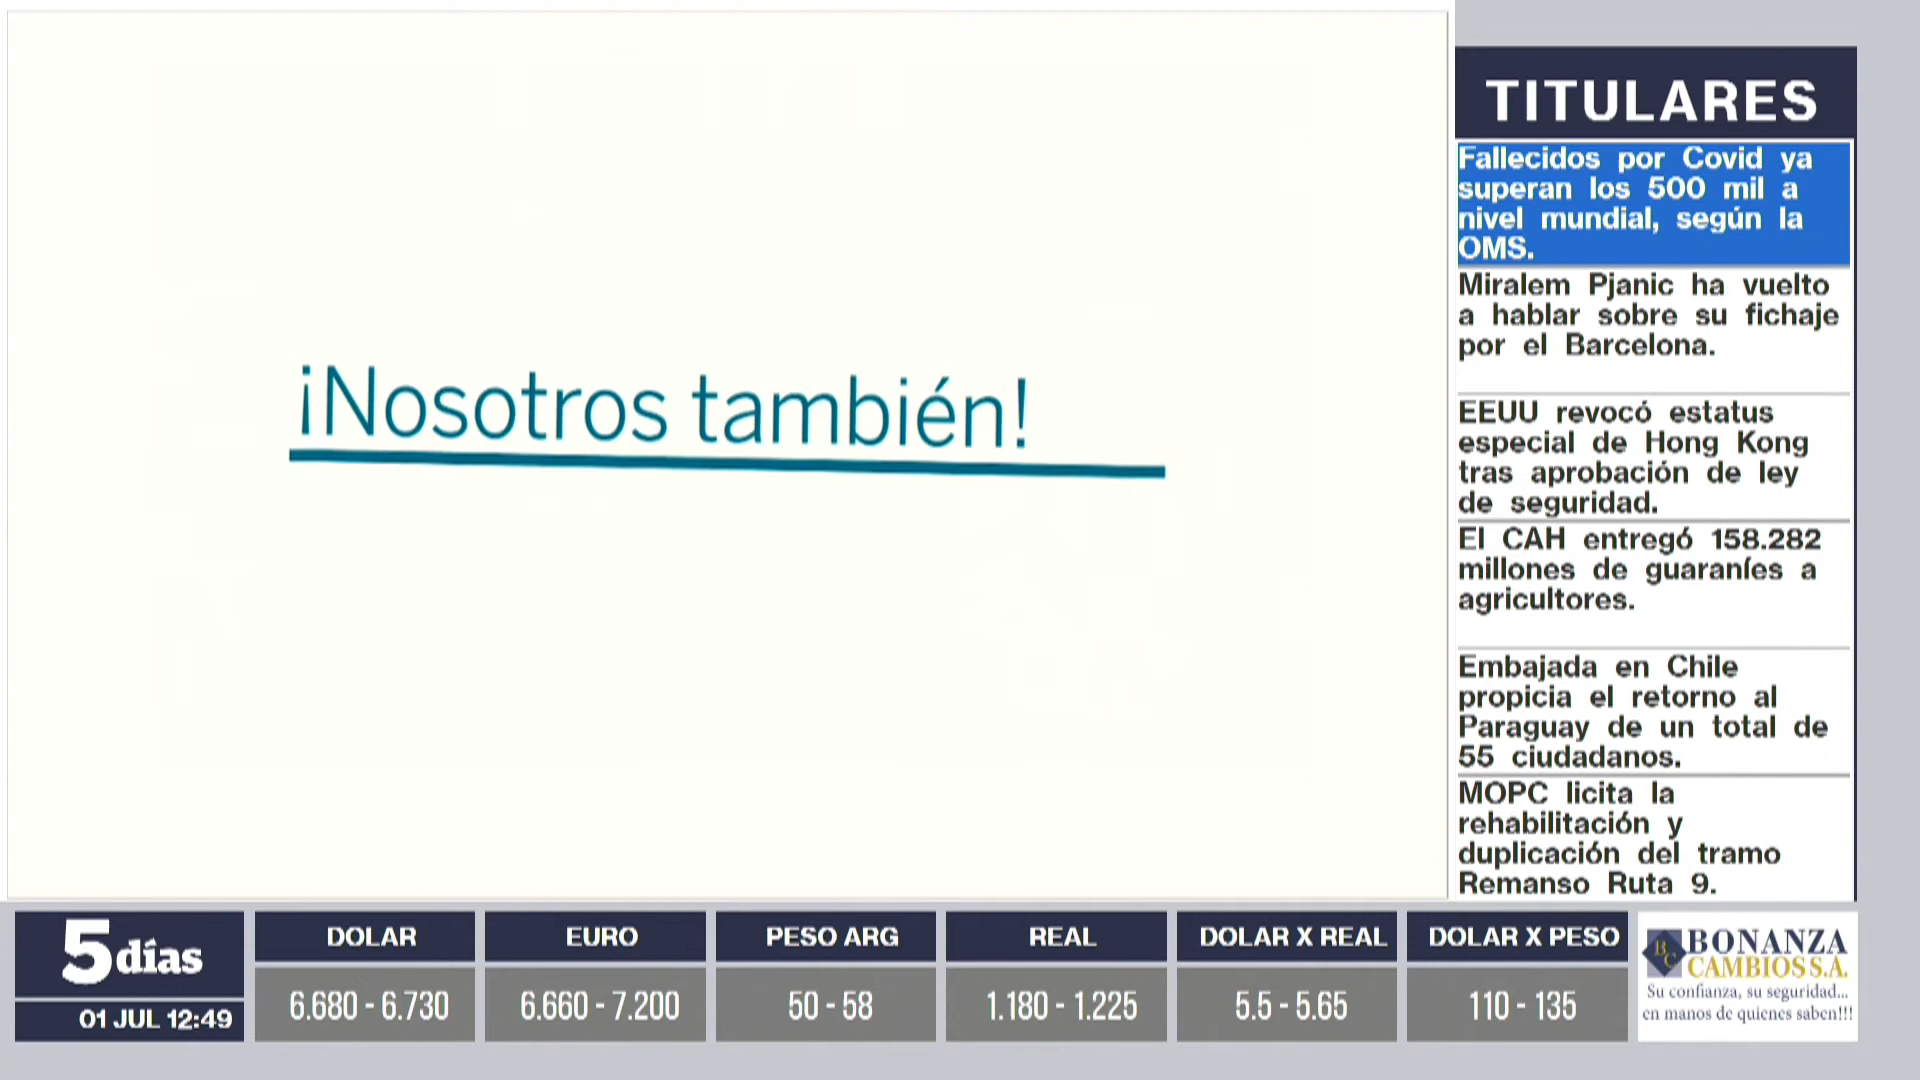 ¡Nosotros también!
TITULARES
Fallecidos por Covid ya
superan los 500 mil a
nivel mundial, según la
OMS.
Miralem Pjanic ha vuelto
a hablar sobre su fichaje
por el Barcelona.
EEUU revocó estatus
especial de Hong Kong
tras aprobación de ley
de seguridad.
El CAH entregó 158.282
millones de guaraníes a
agricultores.
Embajada en Chile
propicia el retorno al
Paraguay de un total de
55 ciudadanos.
MOPC licita la
rehabilitación y
duplicación del tramo
Remanso Ruta 9.
5días
01 JUL 12:49
DOLAR
6.680 - 6.730
EURO
6.660 - 7.200
PESO ARG
50 - 58
REAL
1.180 - 1.225
DOLAR X REAL
5.5 - 5.65
DOLAR X PESO
110 - 135
BC
BONANZA
CAMBIOS S.A.
Su confianza, su seguridad...
en manos de quienes saben!!!